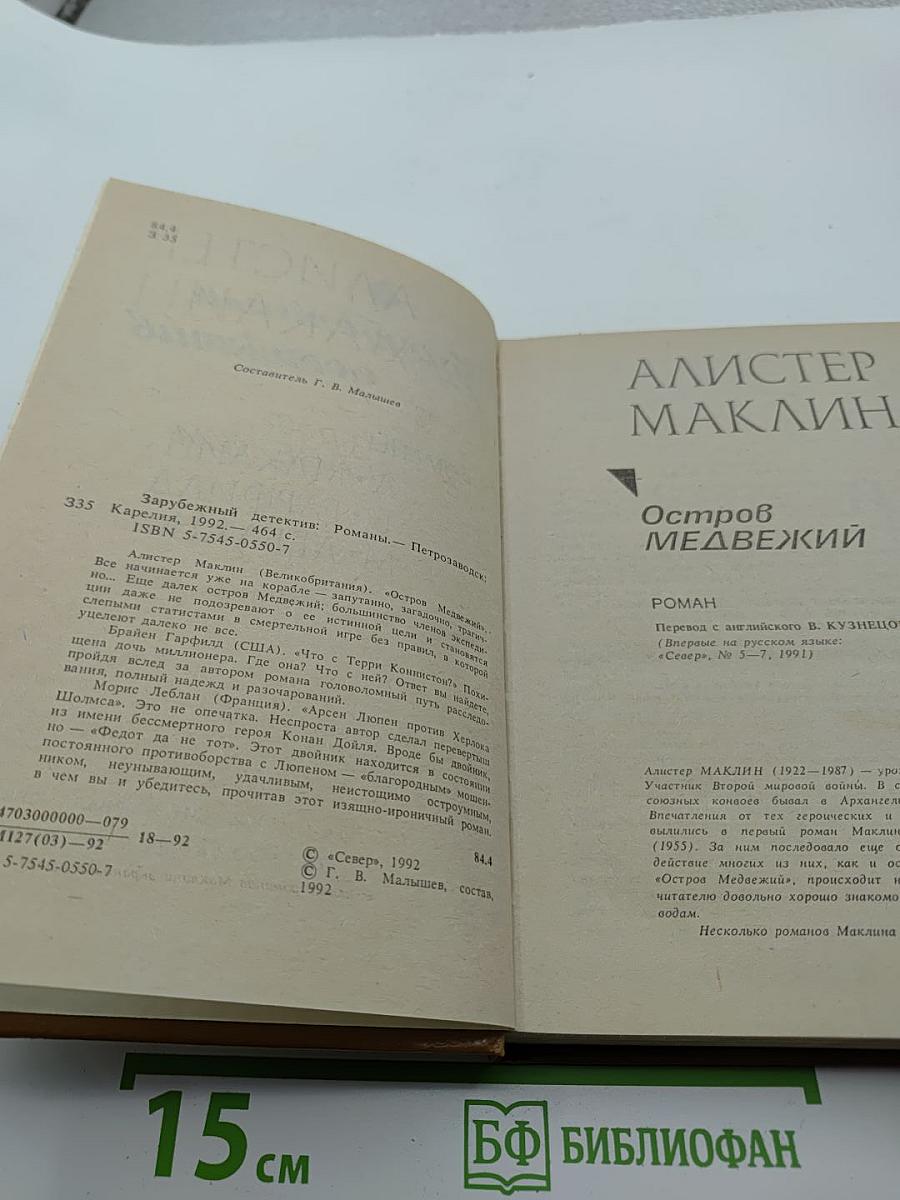 84.4
З 35
Составитель Г. В. Малышев
Зарубежный детектив: Романы.— Петрозаводск:
З35 Карелия, 1992.— 464 с.
ISBN 5-7545-0550-7
Алистер Маклин (Великобритания). «Остров Медвежий».
Все начинается уже на корабле — запутанно, загадочно, трагич-
но... Еще далек остров Медвежий; большинство членов экспеди-
ции даже не подозревают о ее истинной цели и становятся
слепыми статистами в смертельной игре без правил, в которой
уцелеют далеко не все.
Брайен Гарфилд (США). «Что с Терри Коннистон?» Похи-
щена дочь миллионера. Где она? Что с ней? Ответ вы найдете,
пройдя вслед за автором романа головоломный путь расследо-
вания, полный надежд и разочарований.
Морис Леблан (Франция). «Арсен Люпен против Херлока
Шолмса». Это не опечатка. Неспроста автор сделал перевертыш
из имени бессмертного героя Конан Дойля. Вроде бы двойник,
но — «Федот да не тот». Этот двойник находится в состоянии
постоянного противоборства с Люпеном — «благородным» мошен-
ником, неунывающим, удачливым, неистощимо остроумным,
в чем вы и убедитесь, прочитав этот изящно-ироничный роман.
4703000000—079
М127(03)—92 18—92
84.4
5-7545-0550-7
© «Север», 1992
© Г. В. Малышев, состав,
1992
АЛИСТЕР
МАКЛИН
Остров
МЕДВЕЖИЙ
РОМАН
Перевод с английского В. КУЗНЕЦОВ
(Впервые на русском языке:
«Север», № 5—7, 1991)
Алистер МАКЛИН (1922—1987) — уро
Участник Второй мировой войны. В с
союзных конвоев бывал в Архангель
Впечатления от тех героических и
вылились в первый роман Маклин
(1955). За ним последовало еще
действие многих из них, как и ос
«Остров Медвежий», происходит н
читателю довольно хорошо знакомо
водам.
Несколько романов Маклина
15 см
БФ БИБЛИОФАН